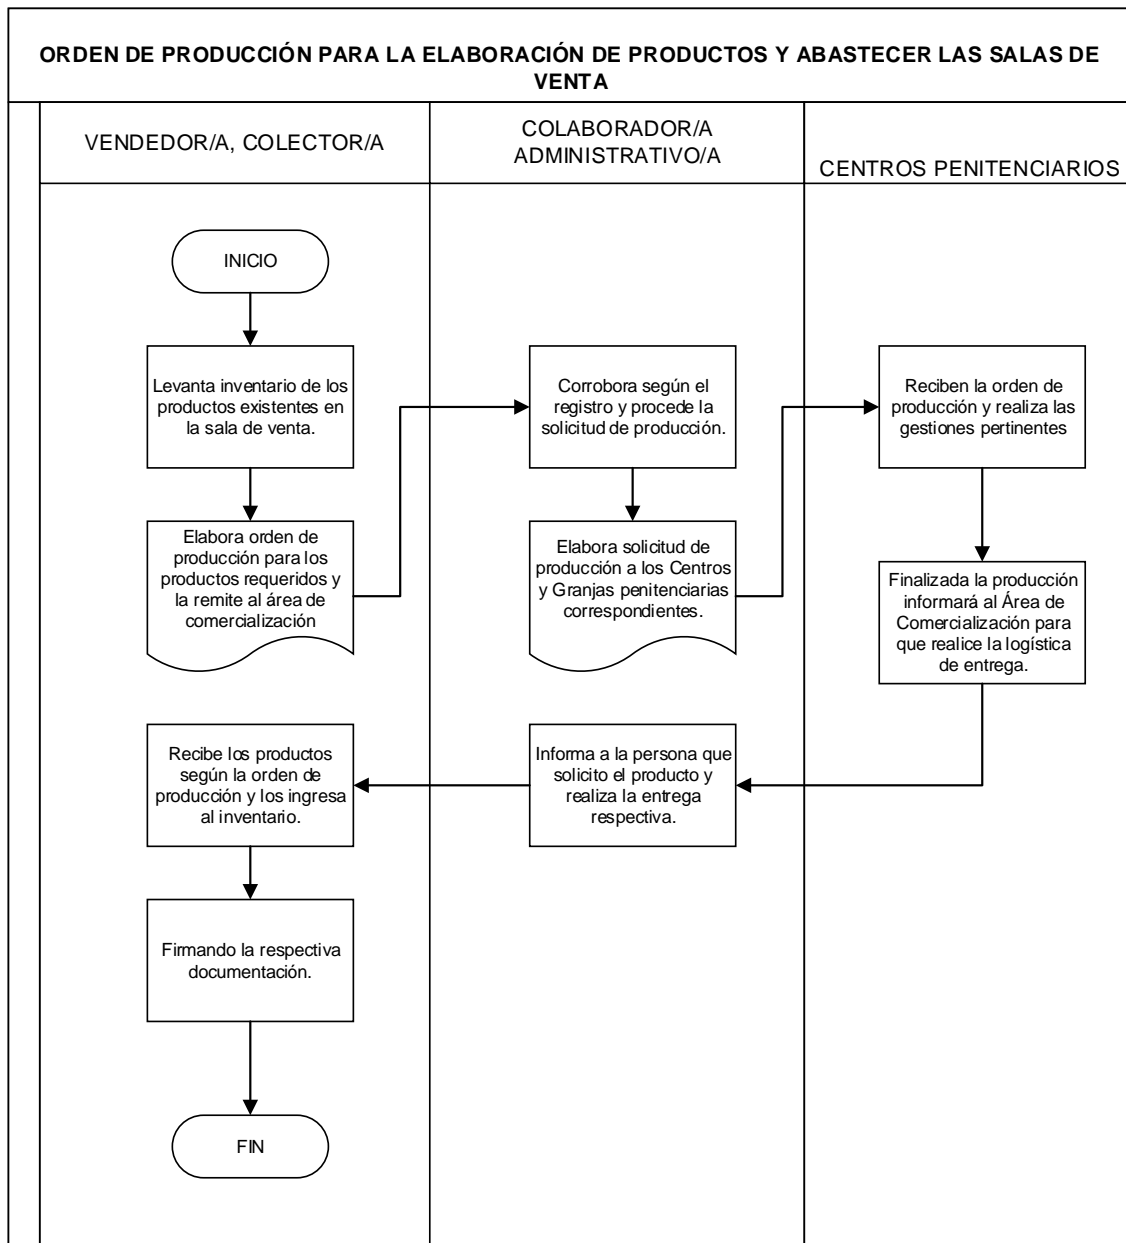 ORDEN DE PRODUCCIÓN PARA LA ELABORACIÓN DE PRODUCTOS Y ABASTECER LAS SALAS DE
VENTA
VENDEDOR/A, COLECTOR/A
COLABORADOR/A
ADMINISTRATIVO/A
CENTROS PENITENCIARIOS
INICIO
Levanta inventario de los
productos existentes en
la sala de venta.
Elabora orden de
producción para los
productos requeridos y
la remite al área de
comercialización
Corrobora según el
registro y procede la
solicitud de producción.
Elabora solicitud de
producción a los Centros
y Granjas penitenciarias
correspondientes.
Reciben la orden de
producción y realiza las
gestiones pertinentes
Finalizada la producción
informará al Área de
Comercialización para
que realice la logística
de entrega.
Informa a la persona que
solicito el producto y
realiza la entrega
respectiva.
Recibe los productos
según la orden de
producción y los ingresa
al inventario.
Firmando la respectiva
documentación.
FIN